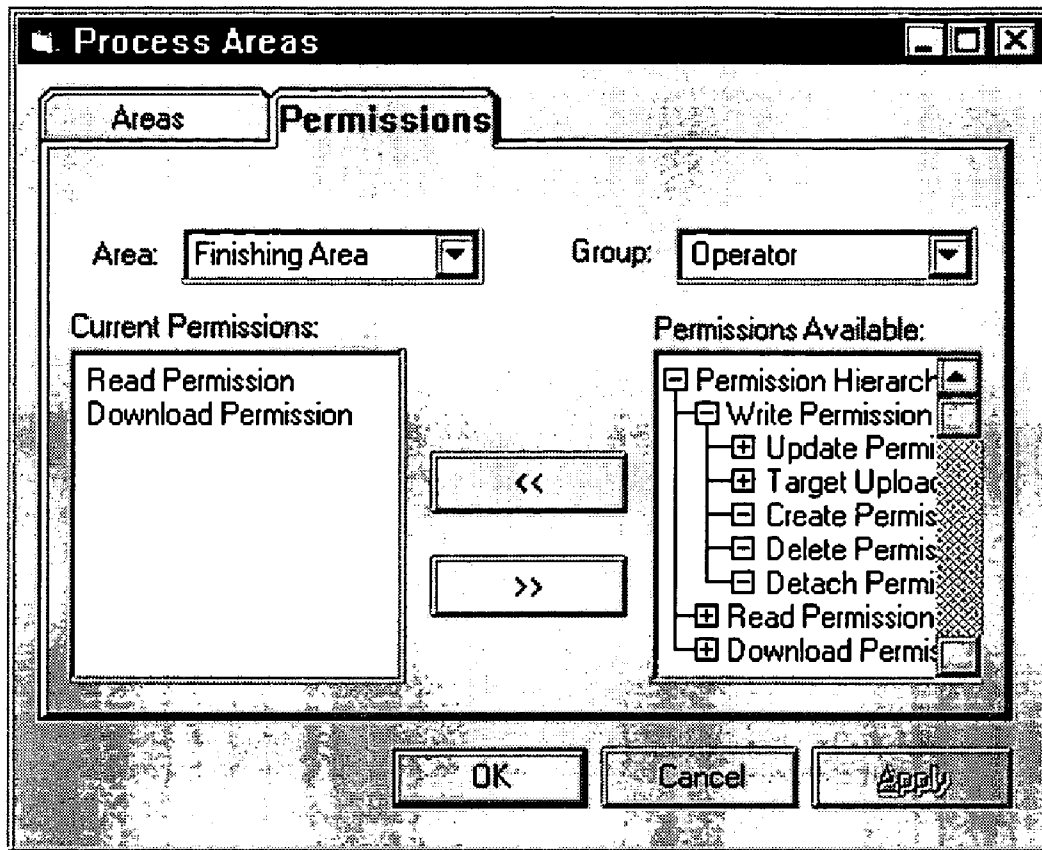 Process Areas
Areas
Permissions
Area: Finishing Area
Group: Operator
Current Permissions:
Permissions Available:
Read Permission
Download Permission
Permission Hierarch
Write Permission
Update Permi
Target Uploac
Create Permis
Delete Permis
Detach Permi
Read Permission
Download Permis
<<
>>
OK
Cancel
Apply